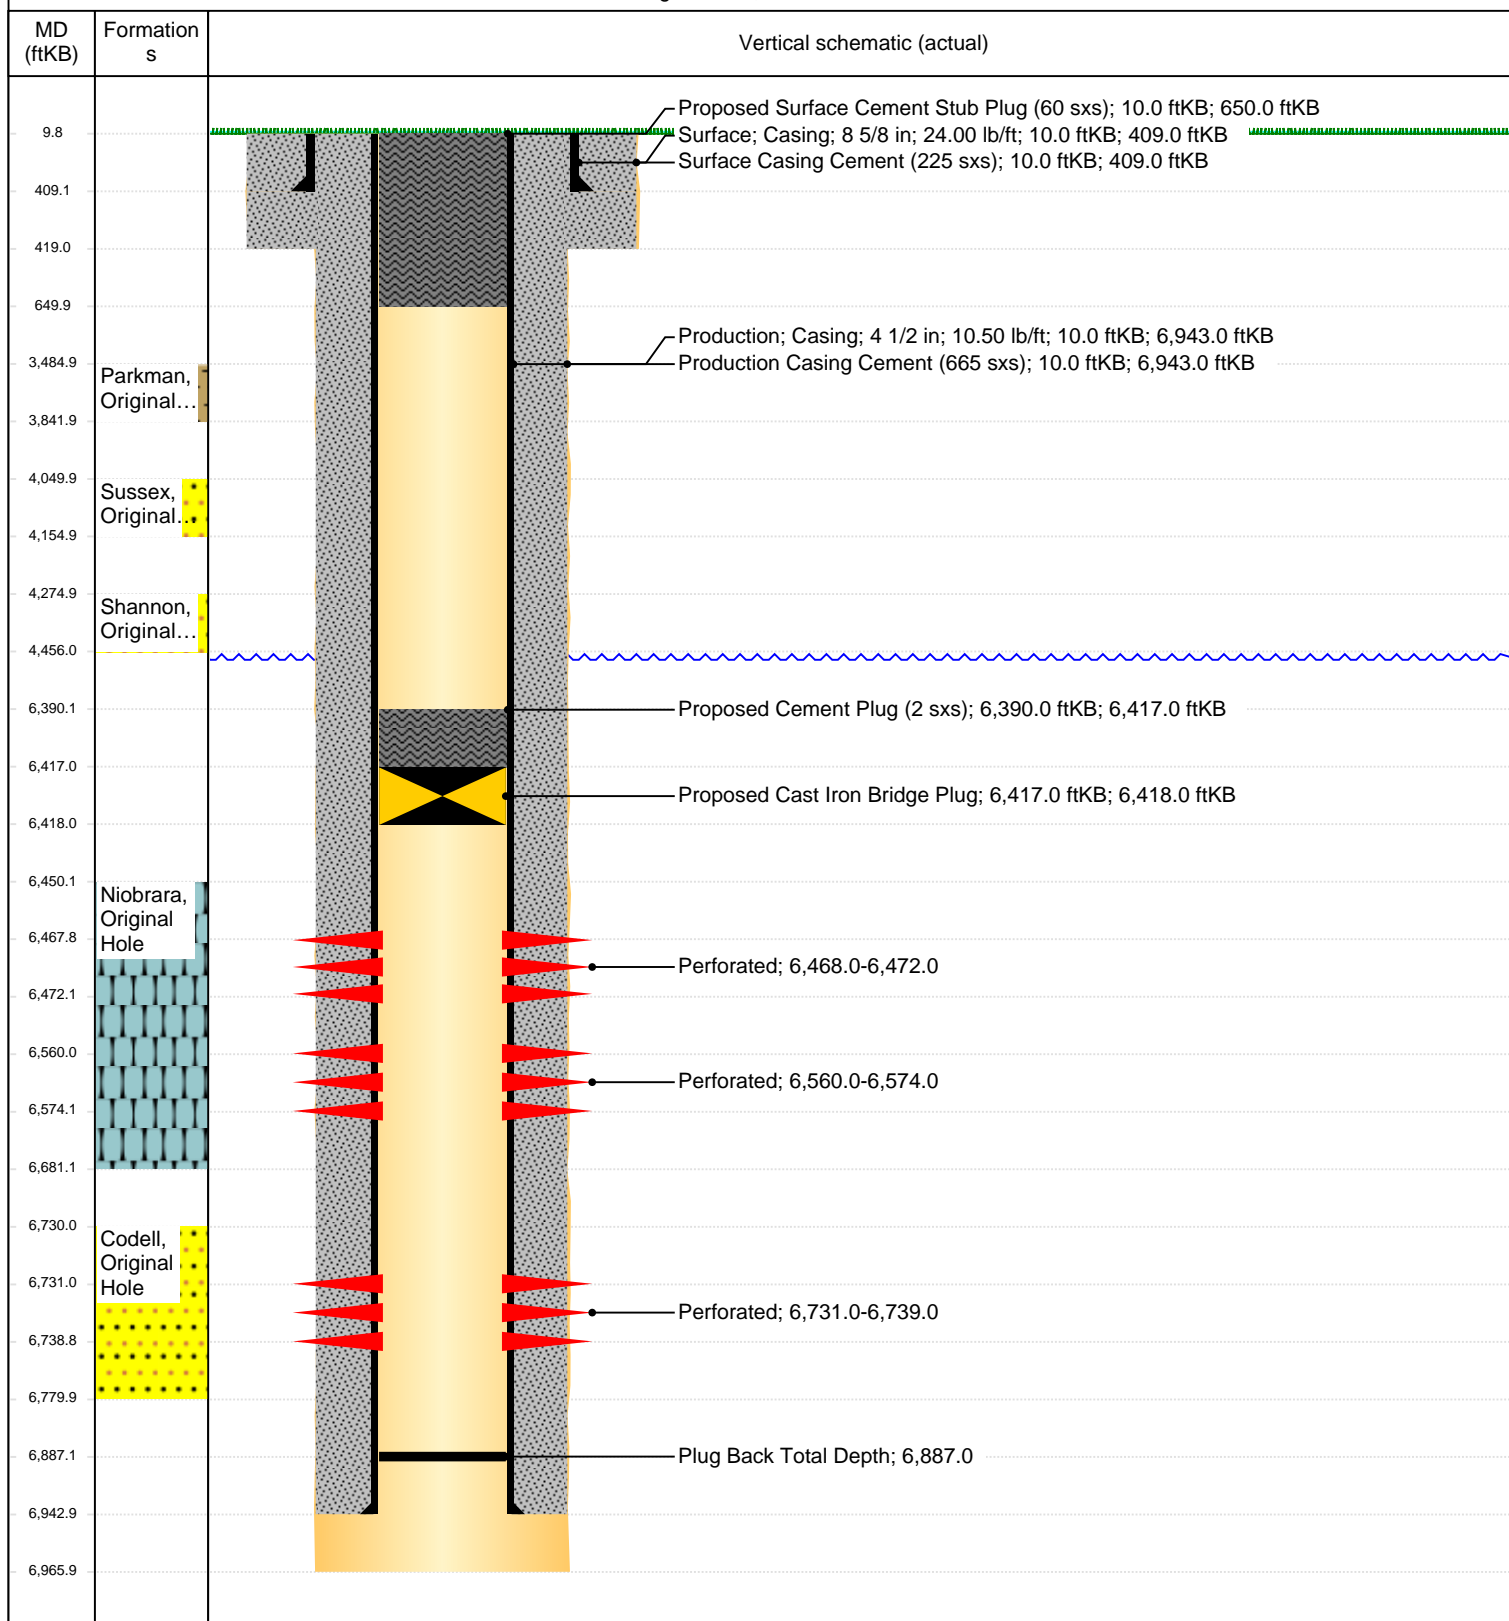 MD
(ftKB)
Formation
s
Vertical schematic (actual)
Proposed Surface Cement Stub Plug (60 sxs); 10.0 ftKB; 650.0 ftKB
9.8
Surface; Casing; 8 5/8 in; 24.00 lb/ft; 10.0 ftKB; 409.0 ftKB
Surface Casing Cement (225 sxs); 10.0 ftKB; 409.0 ftKB
409.1
419.0
649.9
Production; Casing; 4 1/2 in; 10.50 lb/ft; 10.0 ftKB; 6,943.0 ftKB
3,484.9
Production Casing Cement (665 sxs); 10.0 ftKB; 6,943.0 ftKB
Parkman,
Original...
3,841.9
4,049.9
Sussex,
Original...
4,154.9
4,274.9
Shannon,
Original...
4,456.0
6,390.1
Proposed Cement Plug (2 sxs); 6,390.0 ftKB; 6,417.0 ftKB
6,417.0
Proposed Cast Iron Bridge Plug; 6,417.0 ftKB; 6,418.0 ftKB
6,418.0
6,450.1
Niobrara,
Original
Hole
6,467.8
Perforated; 6,468.0-6,472.0
6,472.1
6,560.0
Perforated; 6,560.0-6,574.0
6,574.1
6,681.1
6,730.0
Codell,
Original
Hole
6,731.0
Perforated; 6,731.0-6,739.0
6,738.8
6,779.9
6,887.1
Plug Back Total Depth; 6,887.0
6,942.9
6,965.9